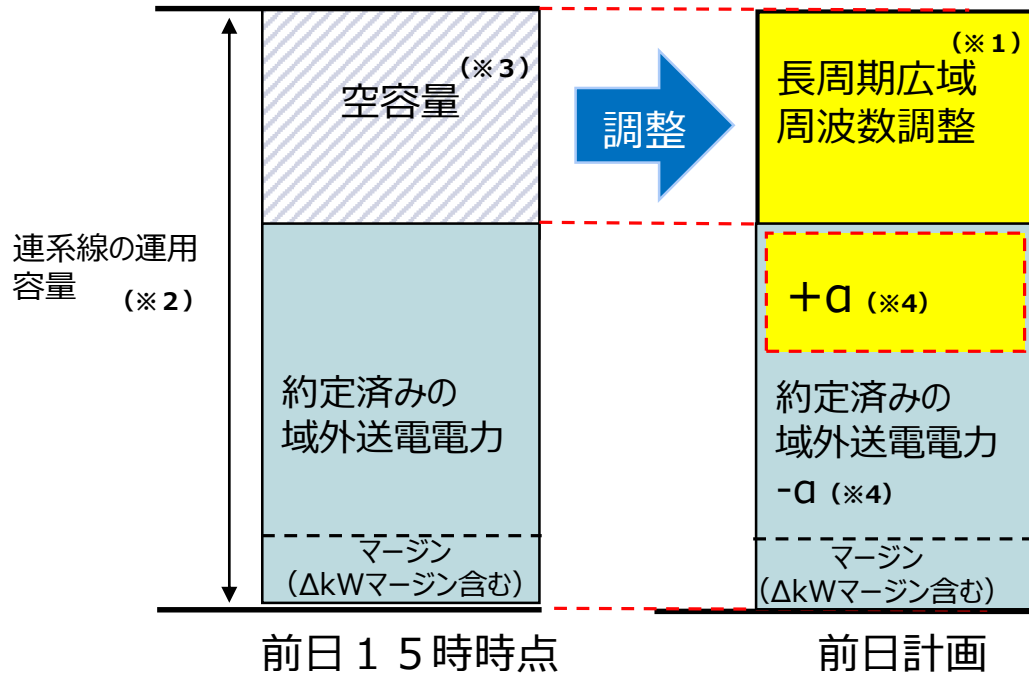 連系線の運用
容量 （※２）
（※３）
空容量
約定済みの
域外送電電力
マージン
（ΔkWマージン含む）
前日１５時時点
調整
（※１）
長周期広域
周波数調整
+α （※4）
約定済みの
域外送電電力
-α （※4）
マージン
（ΔkWマージン含む）
前日計画